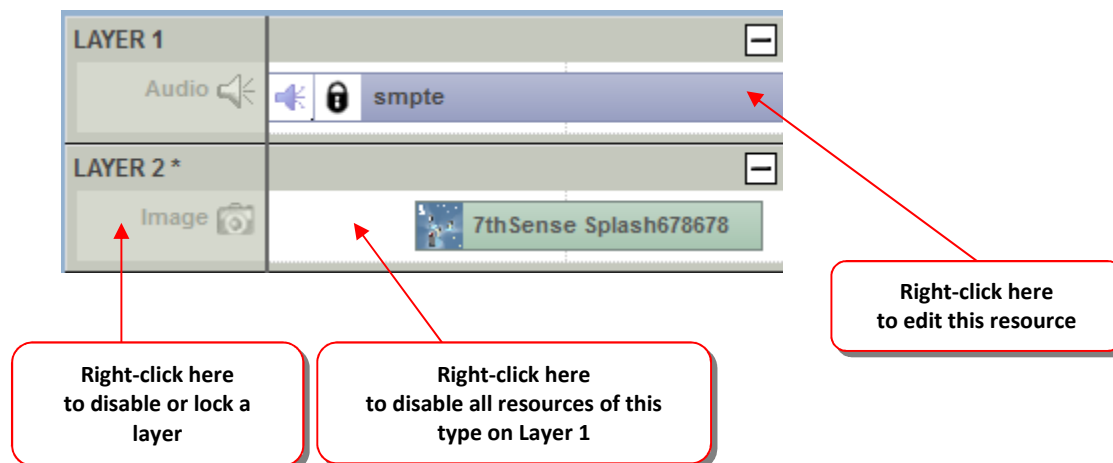 LAYER 1
Audio
smpte
LAYER 2 *
Image
7thSense Splash678678
Right-click here
to edit this resource
Right-click here
to disable or lock a
layer
Right-click here
to disable all resources of this
type on Layer 1